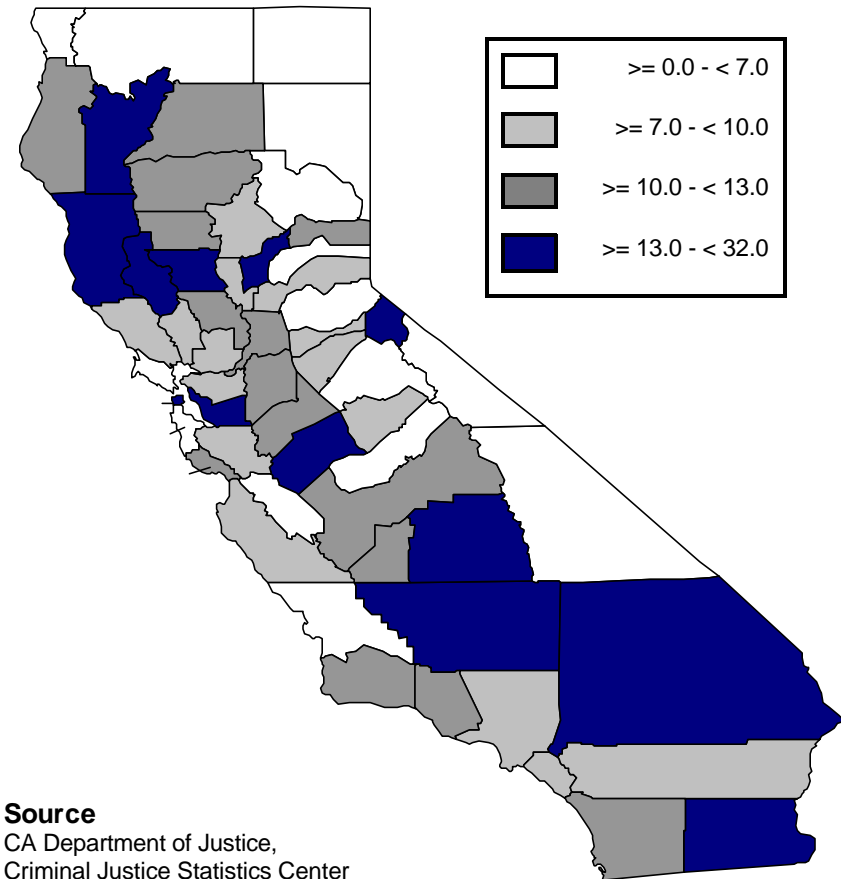 >= 0.0 - < 7.0
>= 7.0 - < 10.0
>= 10.0 - < 13.0
>= 13.0 - < 32.0
Source
CA Department of Justice,
Criminal Justice Statistics Center